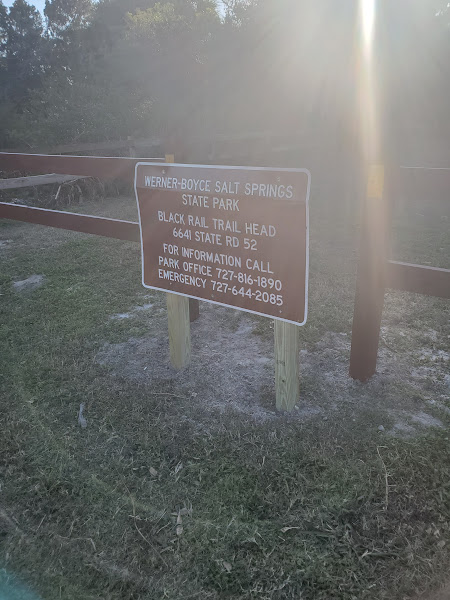 WERNER-BOYCE SALT SPRINGS
STATE PARK
BLACK RAIL TRAIL HEAD
6641 STATE RD 52
FOR INFORMATION CALL
PARK OFFICE 727-816-1890
EMERGENCY 727-644-2085